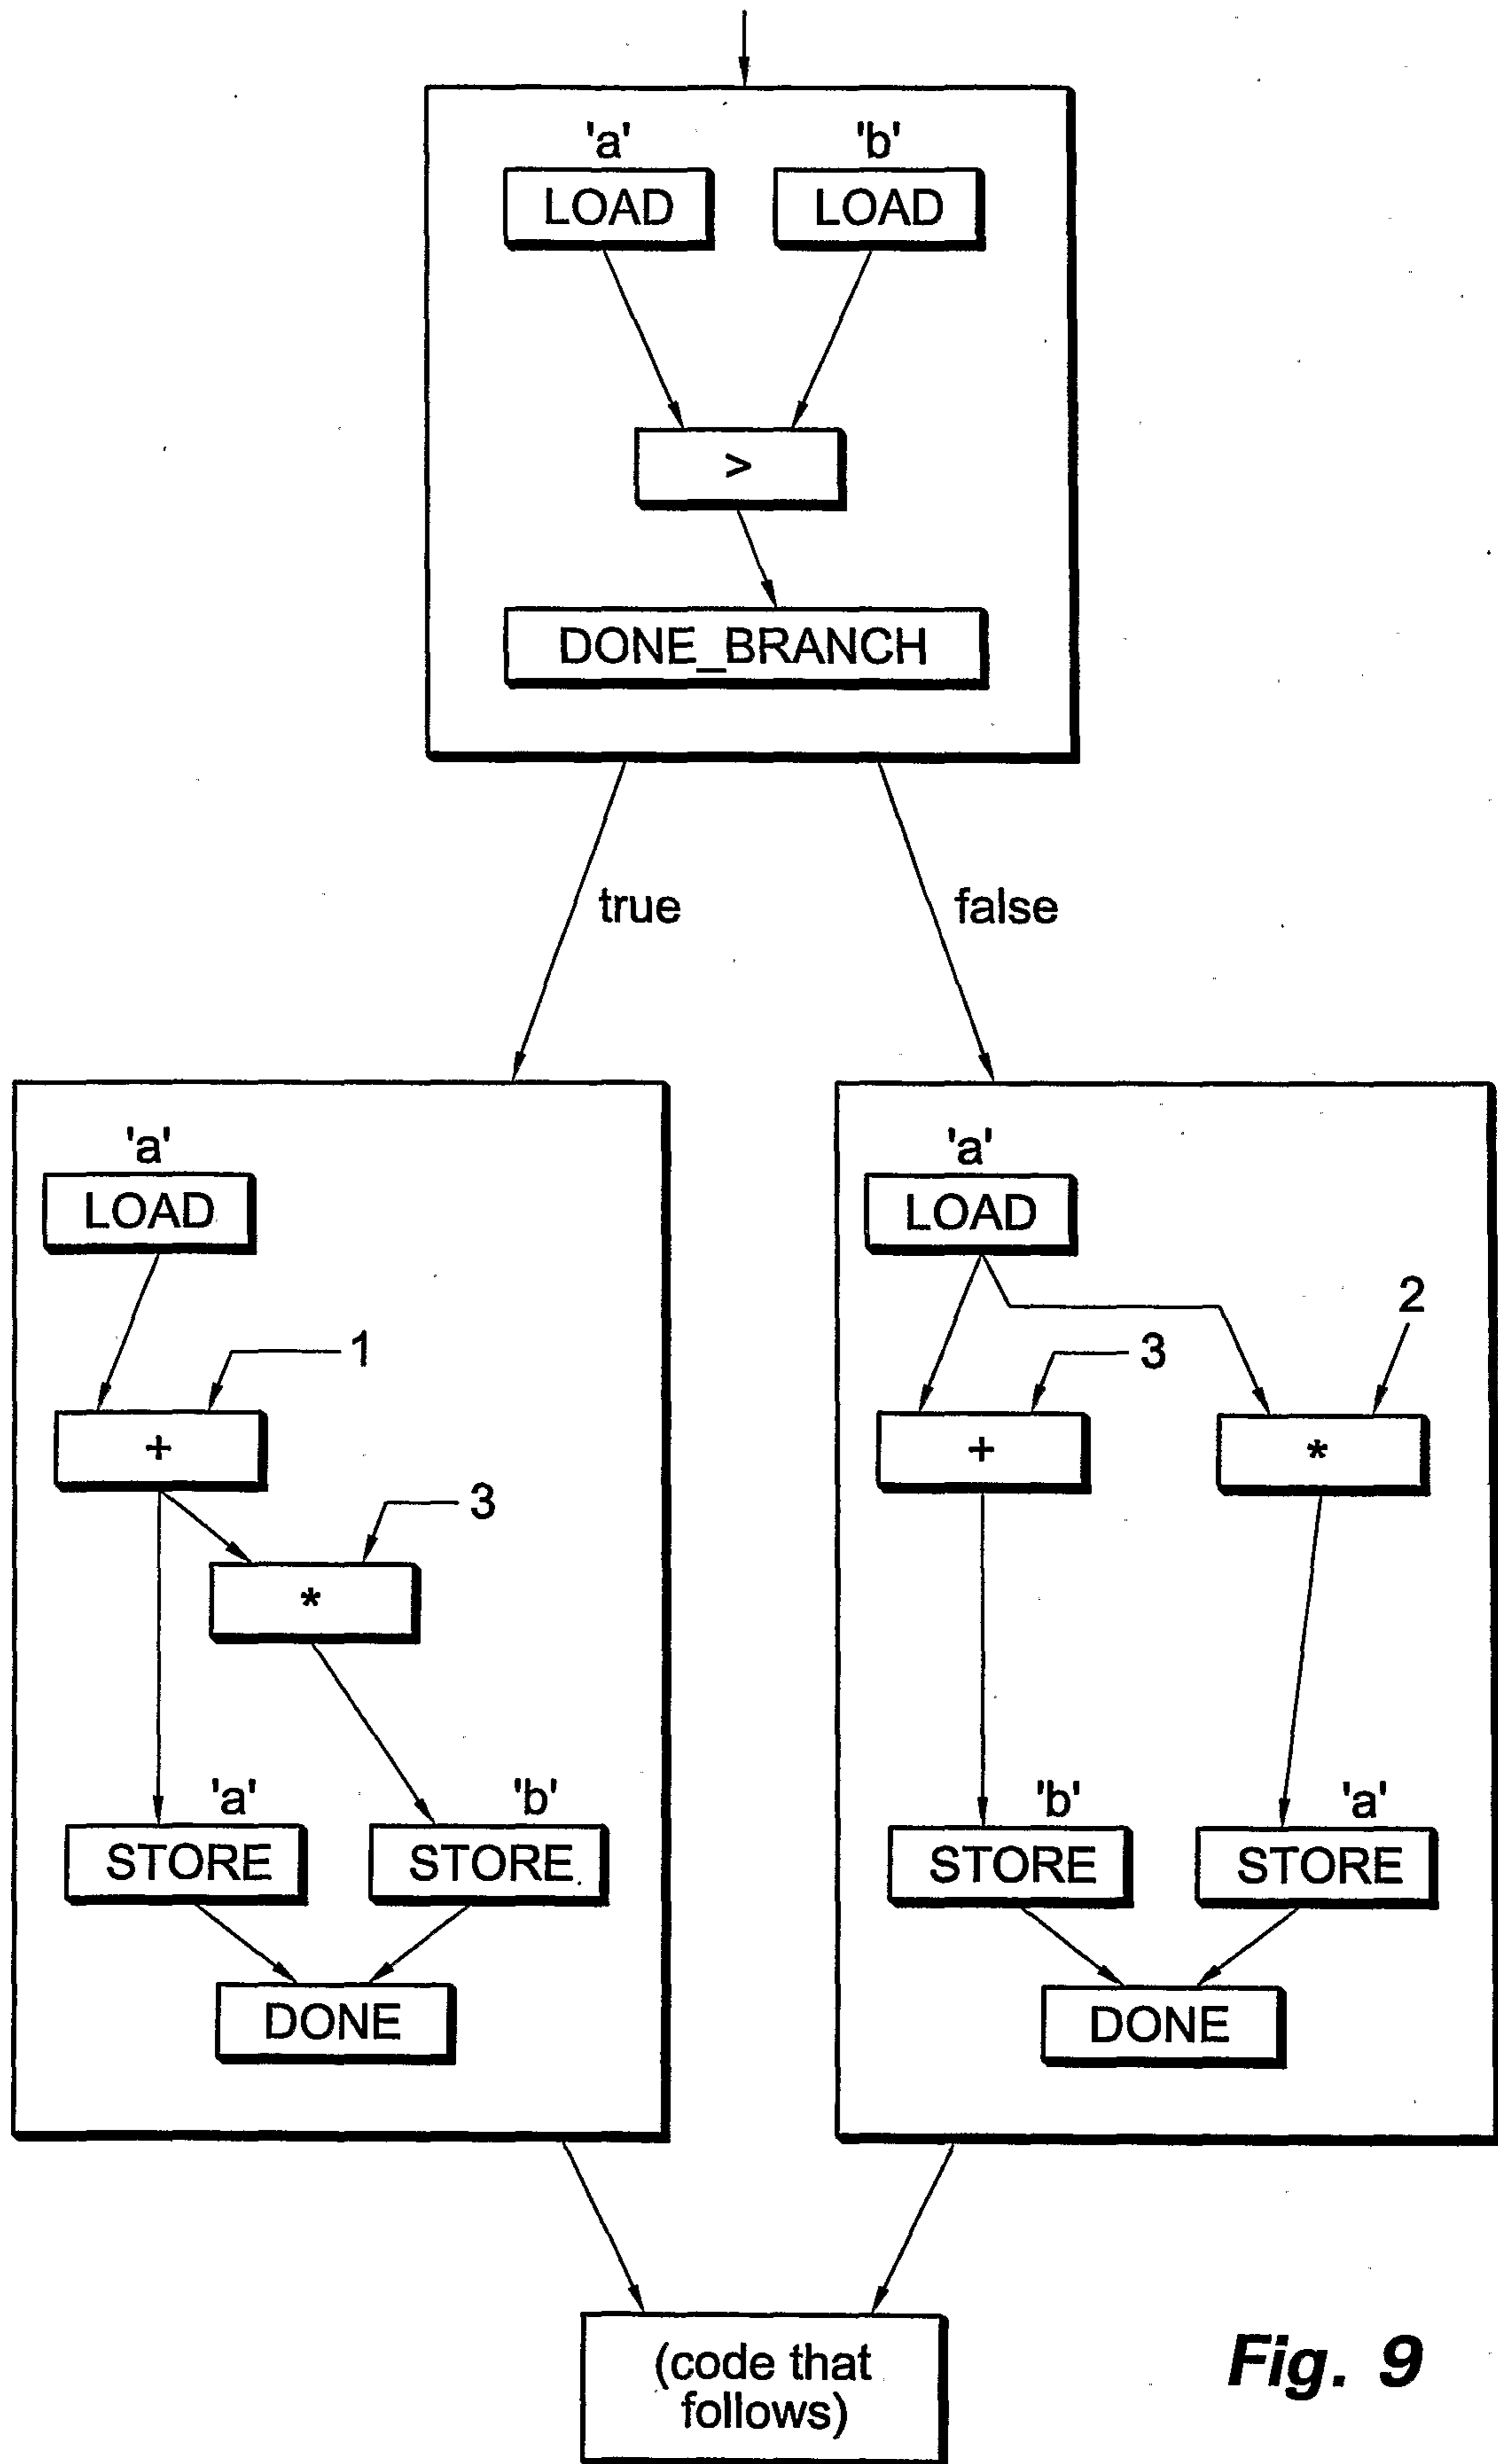 'a' 'b'
LOAD LOAD
>
DONE_BRANCH
true false
'a'
LOAD
1
+
3
*
'a' 'b'
STORE STORE
DONE
'a'
LOAD
2
3
+ *
'b' 'a'
STORE STORE
DONE
(code that
follows)
Fig. 9